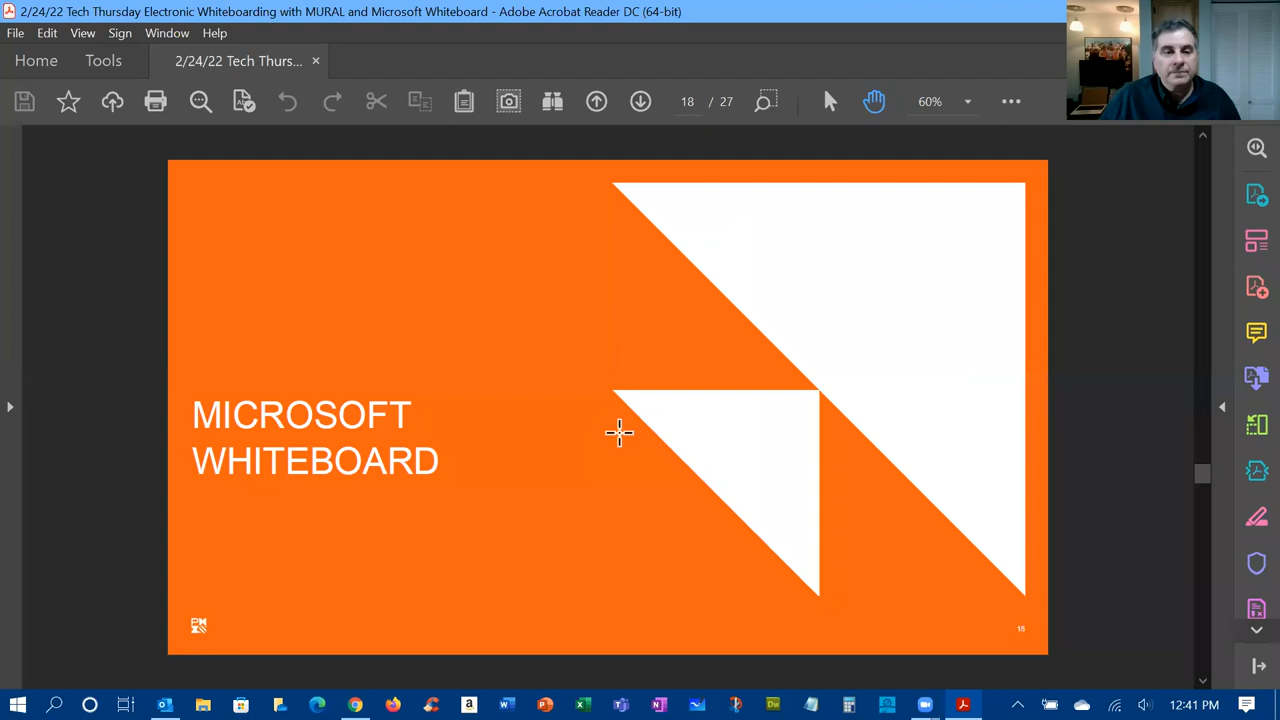 2/24/22 Tech Thursday Electronic Whiteboarding with MURAL and Microsoft Whiteboard - Adobe Acrobat Reader DC (64-bit)
File Edit View Sign Window Help
Home Tools 2/24/22 Tech Thurs... ×
18 / 27 60%
MICROSOFT
WHITEBOARD
18
12:41 PM